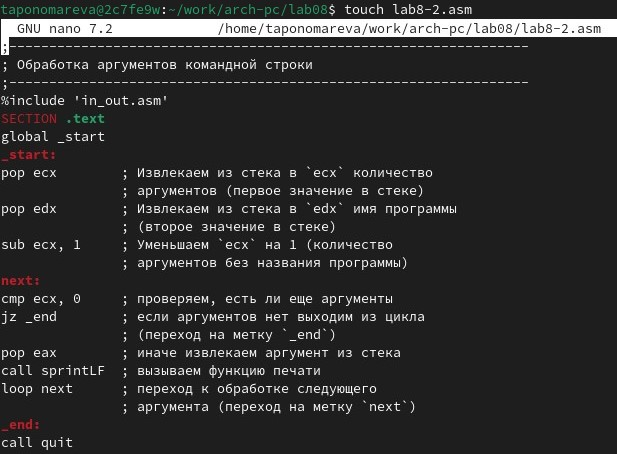 taponomareva@2c7fe9w:~/work/arch-pc/lab08$ touch lab8-2.asm
GNU nano 7.2 /home/taponomareva/work/arch-pc/lab08/lab8-2.asm
;-----------------------------------------------------------------
; Обработка аргументов командной строки
;-----------------------------------------------------------------
%include 'in_out.asm'
SECTION .text
global _start
_start:
pop ecx ; Извлекаем из стека в `ecx` количество
; аргументов (первое значение в стеке)
pop edx ; Извлекаем из стека в `edx` имя программы
; (второе значение в стеке)
sub ecx, 1 ; Уменьшаем `ecx` на 1 (количество
; аргументов без названия программы)
next:
cmp ecx, 0 ; проверяем, есть ли еще аргументы
jz _end ; если аргументов нет выходим из цикла
; (переход на метку `_end`)
pop eax ; иначе извлекаем аргумент из стека
call sprintLF ; вызываем функцию печати
loop next ; переход к обработке следующего
; аргумента (переход на метку `next`)
_end:
call quit